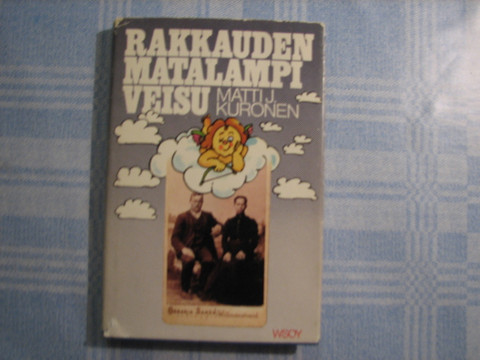 RAKKAUDEN
MATALAMPI
VEISU MATTI J.
KURONEN
WSOY